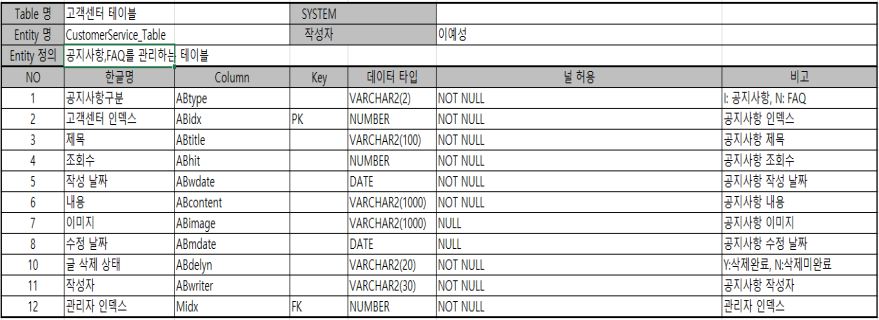 Table 명 고객센터 테이블 SYSTEM
Entity 명 CustomerService_Table 작성자 이예성
Entity 정의 공지사항,FAQ를 관리하는 테이블
NO 한글명 Column Key 데이터 타입 널 허용 비고
1 공지사항구분 ABtype VARCHAR2(2) NOT NULL I: 공지사항, N: FAQ
2 고객센터 인덱스 ABidx PK NUMBER NOT NULL 공지사항 인덱스
3 제목 ABtitle VARCHAR2(100) NOT NULL 공지사항 제목
4 조회수 ABhit NUMBER NOT NULL 공지사항 조회수
5 작성 날짜 ABwdate DATE NOT NULL 공지사항 작성 날짜
6 내용 ABcontent VARCHAR2(1000) NOT NULL 공지사항 내용
7 이미지 ABimage VARCHAR2(1000) NULL 공지사항 이미지
8 수정 날짜 ABmdate DATE NULL 공지사항 수정 날짜
10 글 삭제 상태 ABdelyn VARCHAR2(20) NOT NULL Y:삭제완료, N:삭제미완료
11 작성자 ABwriter VARCHAR2(30) NOT NULL 공지사항 작성자
12 관리자 인덱스 Midx FK NUMBER NOT NULL 관리자 인덱스